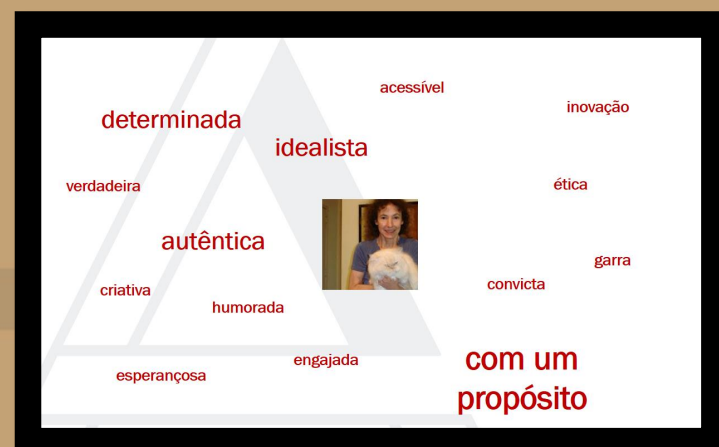 acessível
inovação
determinada
idealista
verdadeira
ética
autêntica
garra
convicta
criativa
humorada
engajada
esperançosa
com um
propósito